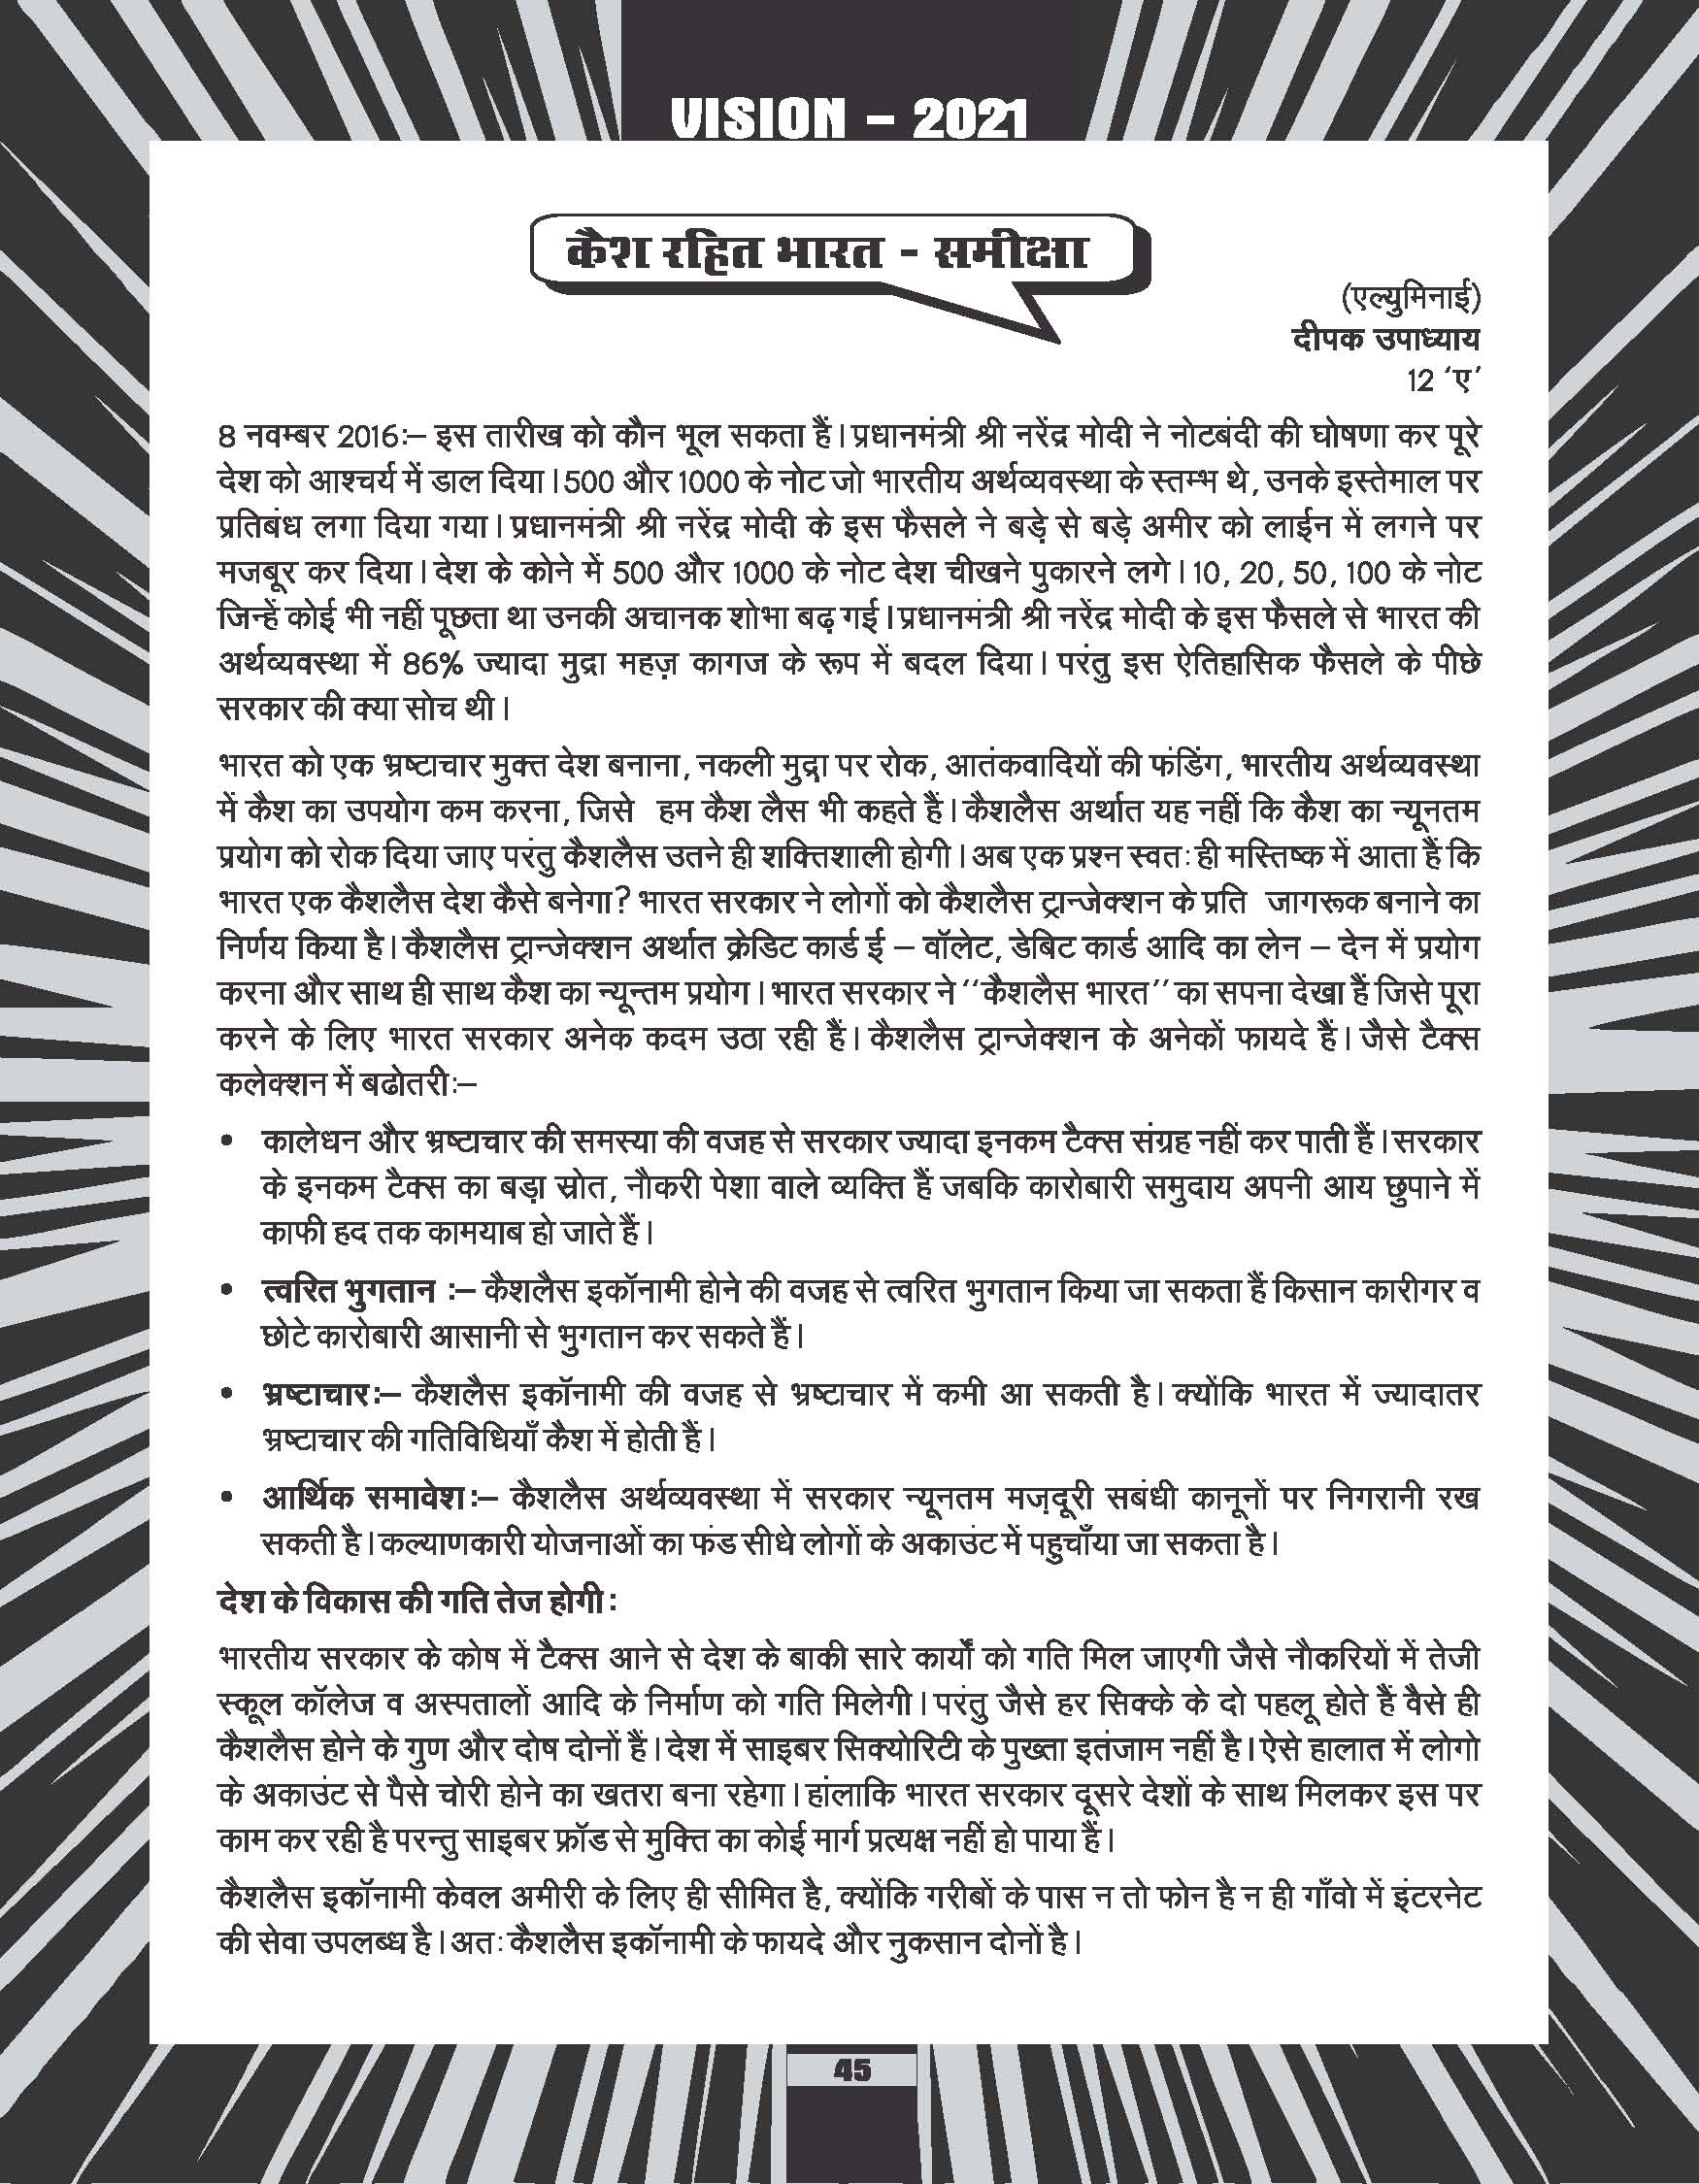 VISION – 2021
कैश रहित भारत - समीक्षा
(एल्युमिनाई)
दीपक उपाध्याय
12 ‘ए’
8 नवम्बर 2016:– इस तारीख को कौन भूल सकता हैं। प्रधानमंत्री श्री नरेंद्र मोदी ने नोटबंदी की घोषणा कर पूरे
देश को आश्चर्य में डाल दिया। 500 और 1000 के नोट जो भारतीय अर्थव्यवस्था के स्तम्भ थे, उनके इस्तेमाल पर
प्रतिबंध लगा दिया गया। प्रधानमंत्री श्री नरेंद्र मोदी के इस फैसले ने बड़े से बड़े अमीर को लाईन में लगने पर
मजबूर कर दिया। देश के कोने में 500 और 1000 के नोट देश चीखने पुकारने लगे। 10, 20, 50, 100 के नोट
जिन्हें कोई भी नहीं पूछता था उनकी अचानक शोभा बढ़ गई। प्रधानमंत्री श्री नरेंद्र मोदी के इस फैसले से भारत की
अर्थव्यवस्था में 86% ज्यादा मुद्रा महज़ कागज के रूप में बदल दिया। परंतु इस ऐतिहासिक फैसले के पीछे
सरकार की क्या सोच थी।
भारत को एक भ्रष्टाचार मुक्त देश बनाना, नकली मुद्रा पर रोक, आतंकवादियों की फंडिंग, भारतीय अर्थव्यवस्था
में कैश का उपयोग कम करना, जिसे हम कैश लैस भी कहते हैं। कैशलैस अर्थात यह नहीं कि कैश का न्यूनतम
प्रयोग को रोक दिया जाए परंतु कैशलैस उतने ही शक्तिशाली होगी। अब एक प्रश्न स्वत: ही मस्तिष्क में आता हैं कि
भारत एक कैशलैस देश कैसे बनेगा? भारत सरकार ने लोगों को कैशलैस ट्रान्जेक्शन के प्रति जागरूक बनाने का
निर्णय किया है। कैशलैस ट्रान्जेक्शन अर्थात क्रेडिट कार्ड ई – वॉलेट, डेबिट कार्ड आदि का लेन – देन में प्रयोग
करना और साथ ही साथ कैश का न्यून्तम प्रयोग। भारत सरकार ने ‘‘कैशलैस भारत’’ का सपना देखा हैं जिसे पूरा
करने के लिए भारत सरकार अनेक कदम उठा रही हैं। कैशलैस ट्रान्जेक्शन के अनेकों फायदे हैं। जैसे टैक्स
कलेक्शन में बढोतरी:–
• कालेधन और भ्रष्टाचार की समस्या की वजह से सरकार ज्यादा इनकम टैक्स संग्रह नहीं कर पाती हैं। सरकार
के इनकम टैक्स का बड़ा स्रोत, नौकरी पेशा वाले व्यक्ति हैं जबकि कारोबारी समुदाय अपनी आय छुपाने में
काफी हद तक कामयाब हो जाते हैं।
• त्वरित भुगतान :– कैशलैस इकॉनामी होने की वजह से त्वरित भुगतान किया जा सकता हैं किसान कारीगर व
छोटे कारोबारी आसानी से भुगतान कर सकते हैं।
• भ्रष्टाचार:– कैशलैस इकॉनामी की वजह से भ्रष्टाचार में कमी आ सकती है। क्योंकि भारत में ज्यादातर
भ्रष्टाचार की गतिविधियाँ कैश में होती हैं।
• आर्थिक समावेश:– कैशलैस अर्थव्यवस्था में सरकार न्यूनतम मज़दूरी सबंधी कानूनों पर निगरानी रख
सकती है। कल्याणकारी योजनाओं का फंड सीधे लोगों के अकाउंट में पहुचाँया जा सकता है।
देश के विकास की गति तेज होगी :
भारतीय सरकार के कोष में टैक्स आने से देश के बाकी सारे कार्यों को गति मिल जाएगी जैसे नौकरियों में तेजी
स्कूल कॉलेज व अस्पतालों आदि के निर्माण को गति मिलेगी। परंतु जैसे हर सिक्के के दो पहलू होते हैं वैसे ही
कैशलैस होने के गुण और दोष दोनों हैं। देश में साइबर सिक्योरिटी के पुख्ता इतंजाम नहीं है। ऐसे हालात में लोगो
के अकाउंट से पैसे चोरी होने का खतरा बना रहेगा। हांलाकि भारत सरकार दूसरे देशों के साथ मिलकर इस पर
काम कर रही है परन्तु साइबर फ्रॉड से मुक्ति का कोई मार्ग प्रत्यक्ष नहीं हो पाया हैं।
कैशलैस इकॉनामी केवल अमीरी के लिए ही सीमित है, क्योंकि गरीबों के पास न तो फोन है न ही गाँवो में इंटरनेट
की सेवा उपलब्ध है। अत: कैशलैस इकॉनामी के फायदे और नुकसान दोनों है।
45